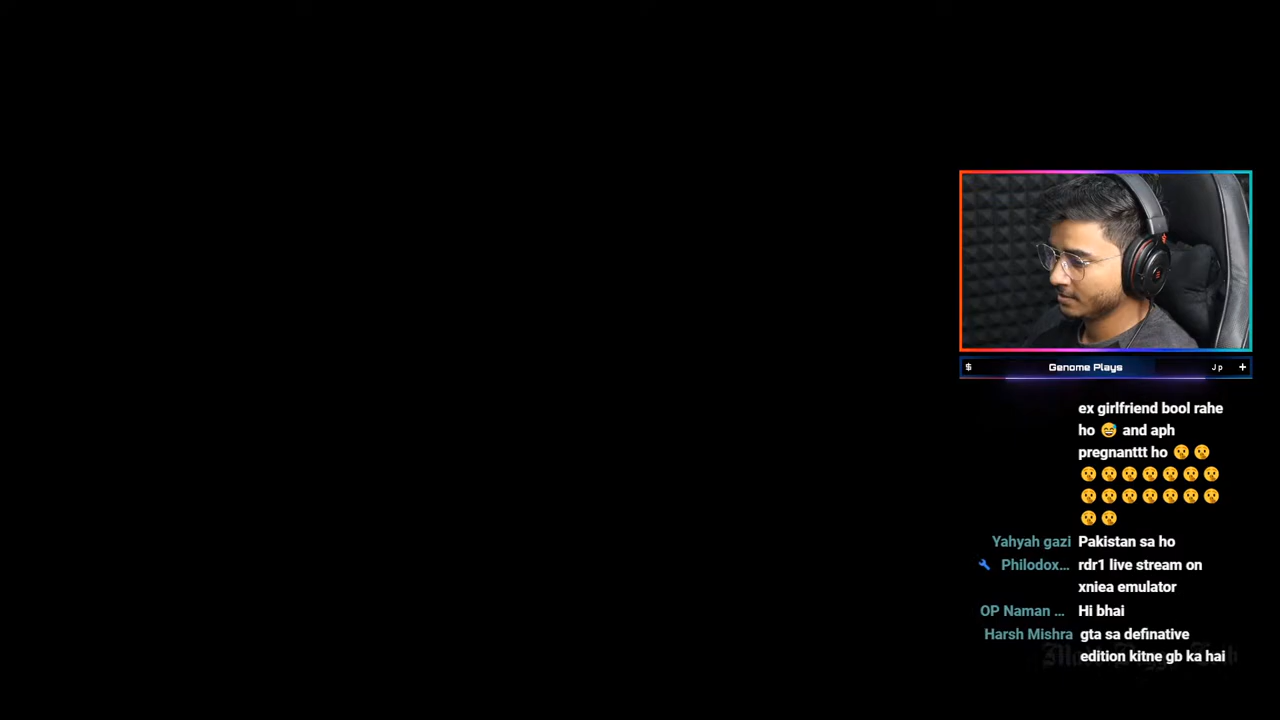 $ Genome Plays Jp +
ex girlfriend bool rahe
ho 😅 and aph
pregnanttt ho 🤫 🤫
🤫 🤫 🤫 🤫 🤫 🤫 🤫
🤫 🤫 🤫 🤫 🤫 🤫 🤫
🤫 🤫
Yahyah gazi Pakistan sa ho
Philodox… rdr1 live stream on
xniea emulator
OP Naman … Hi bhai
Harsh Mishra gta sa definative
edition kitne gb ka hai